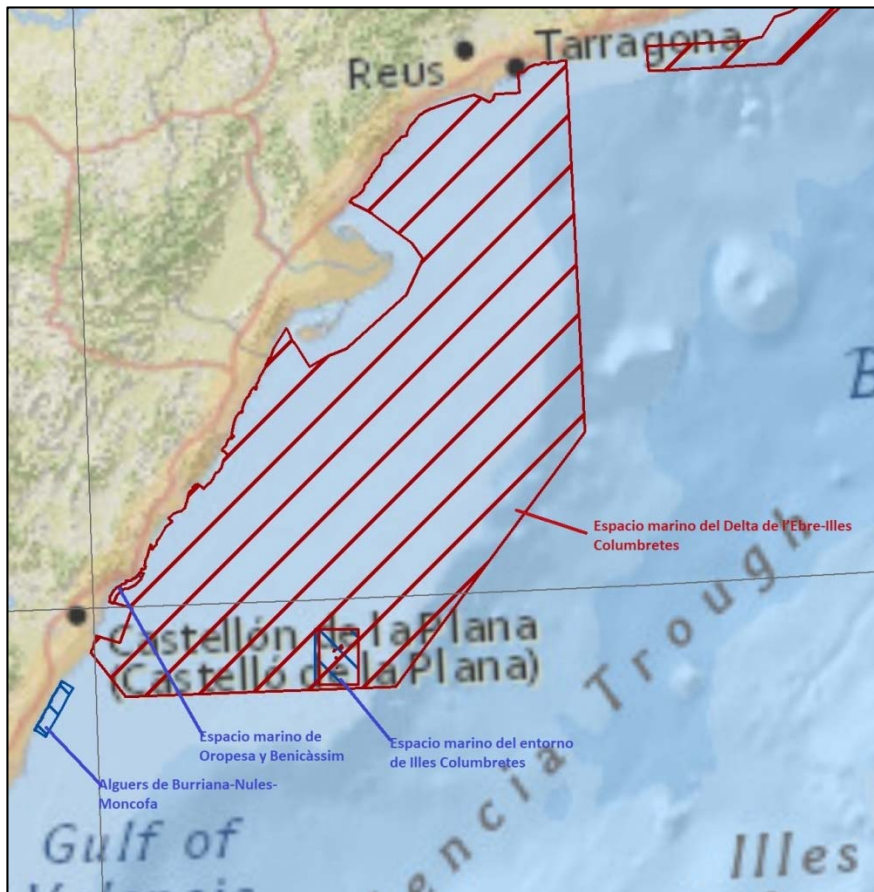 Tarragona
Reus
B
Espacio marino del Delta de l'Ebre-Illes
Columbretes
Castellón de la Plana
(Castelló de la Plana)
Espacio marino de
Oropesa y Benicàssim
Espacio marino del entorno
de Illes Columbretes
Alguers de Burriana-Nules-
Moncofa
encia Trough
Gulf of
Valencia
Illes